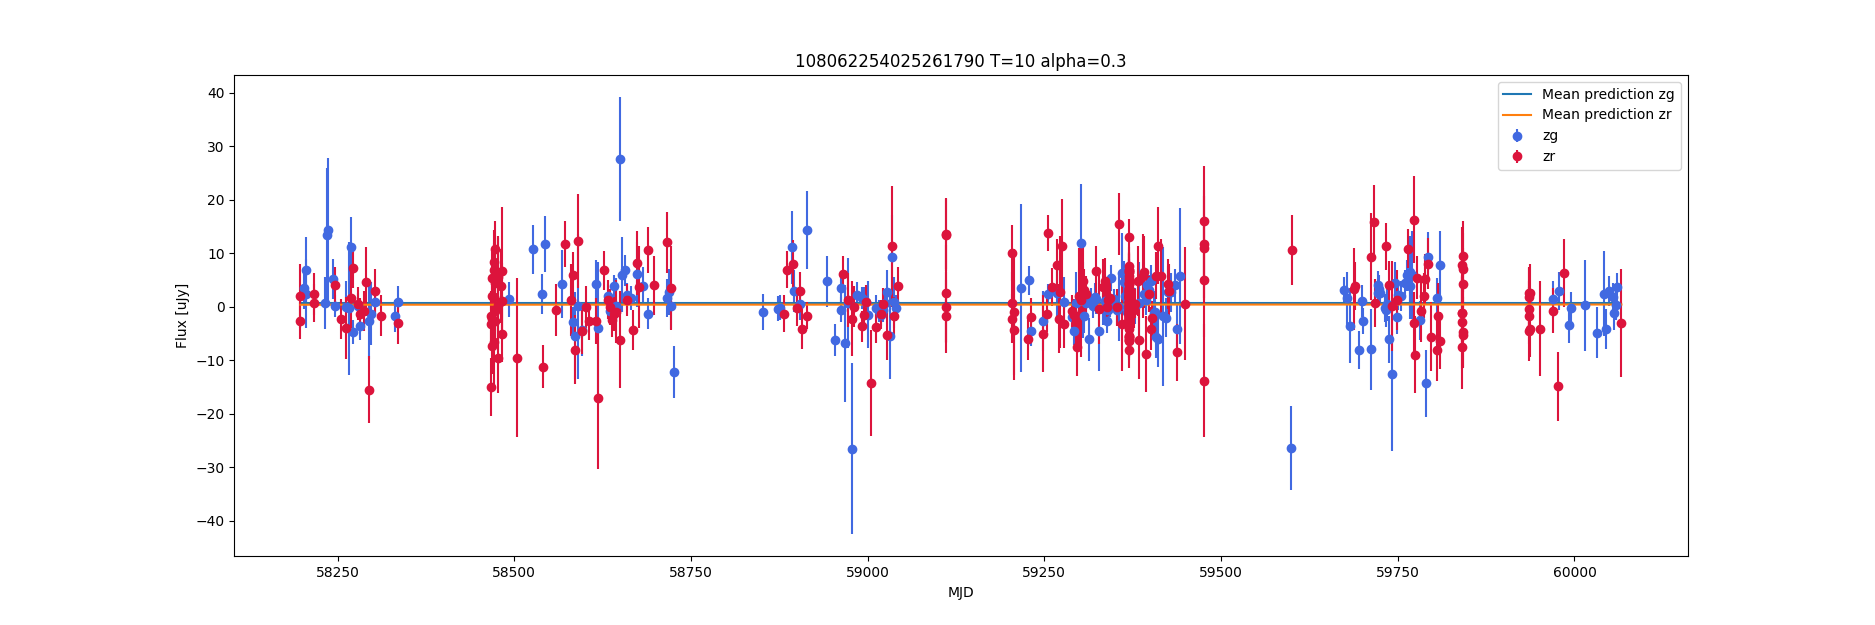 108062254025261790 T=10 alpha=0.3
Mean prediction zg
Mean prediction zr
zg
zr
40
30
20
10
0
−10
−20
−30
−40
Flux [uJy]
58250
58500
58750
59000
59250
59500
59750
60000
MJD